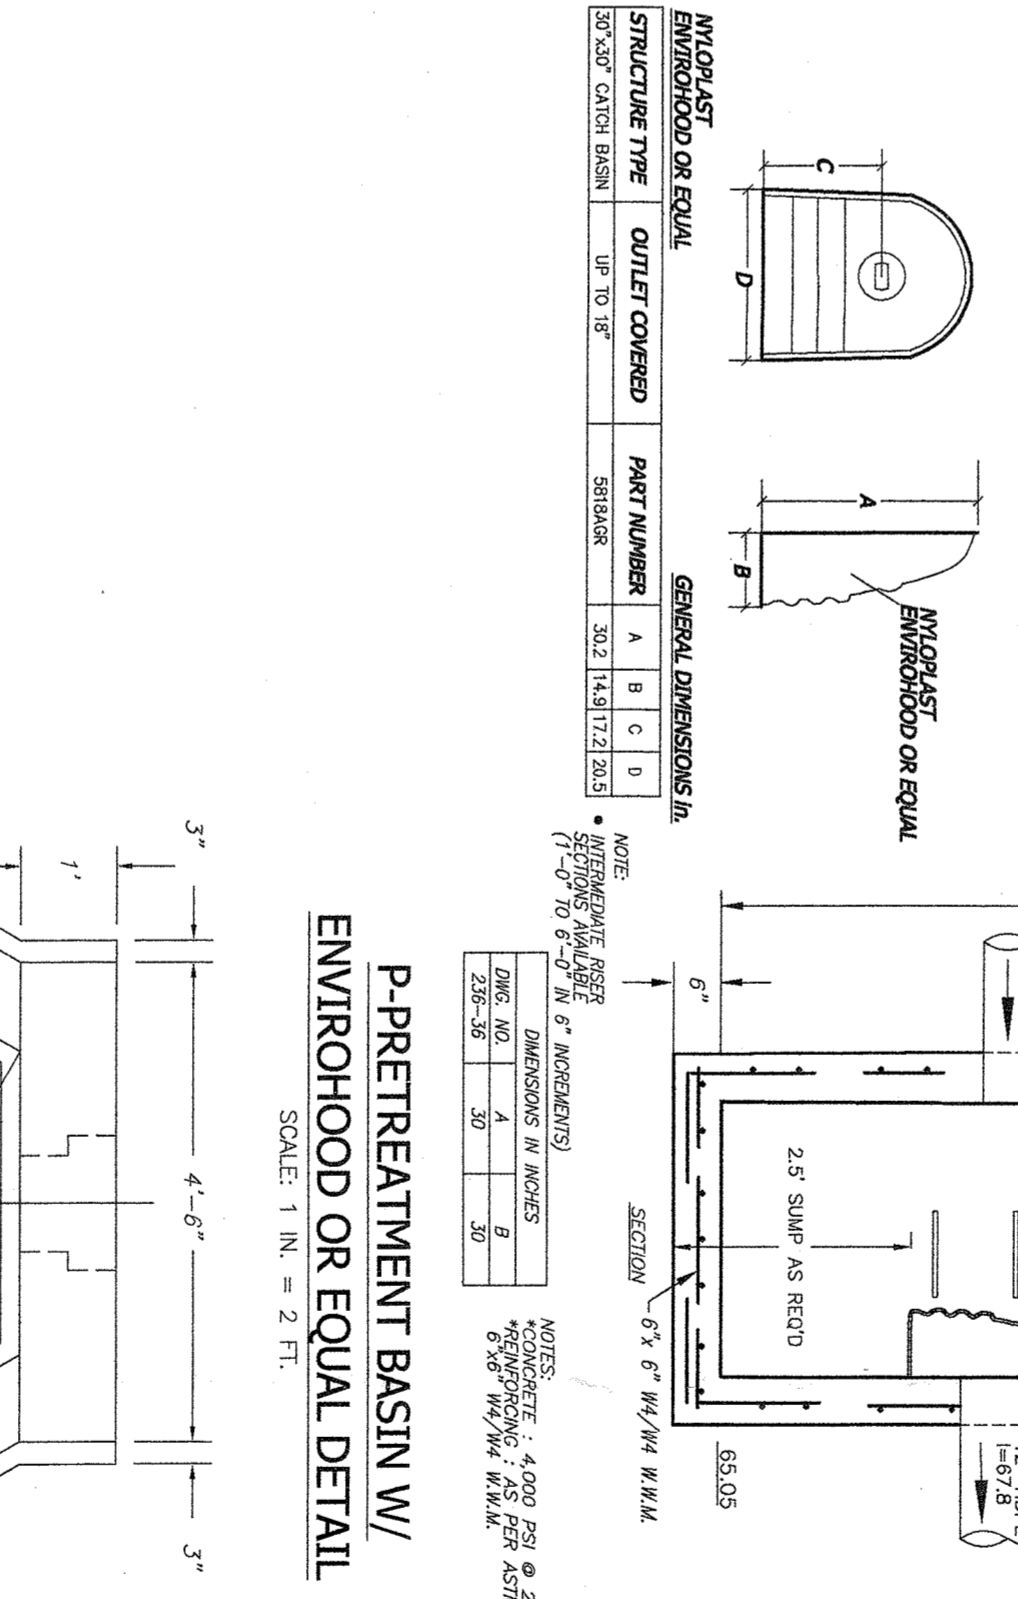 NYLOPLAST
ENVIROHOOD OR EQUAL
C
D
A
B
NYLOPLAST
ENVIROHOOD OR EQUAL
GENERAL DIMENSIONS in.
STRUCTURE TYPE OUTLET COVERED PART NUMBER A B C D
30"x30" CATCH BASIN UP TO 18" 5818AGR 30.2 14.9 17.2 20.5
NOTE:
• INTERMEDIATE RISER
SECTIONS AVAILABLE
(1'-0" TO 6'-0" IN 6" INCREMENTS)
6"
2.5' SUMP AS REQ'D
I=67.8
65.05
SECTION
6"x 6" W4/W4 W.W.M.
DIMENSIONS IN INCHES
DWG. NO. A B
236-36 30 30
NOTES:
*CONCRETE : 4,000 PSI @ 2
*REINFORCING : AS PER AST
6"x6" W4/W4 W.W.M.
P-PRETREATMENT BASIN W/
ENVIROHOOD OR EQUAL DETAIL
SCALE: 1 IN. = 2 FT.
3"
4'-6"
3"
1'